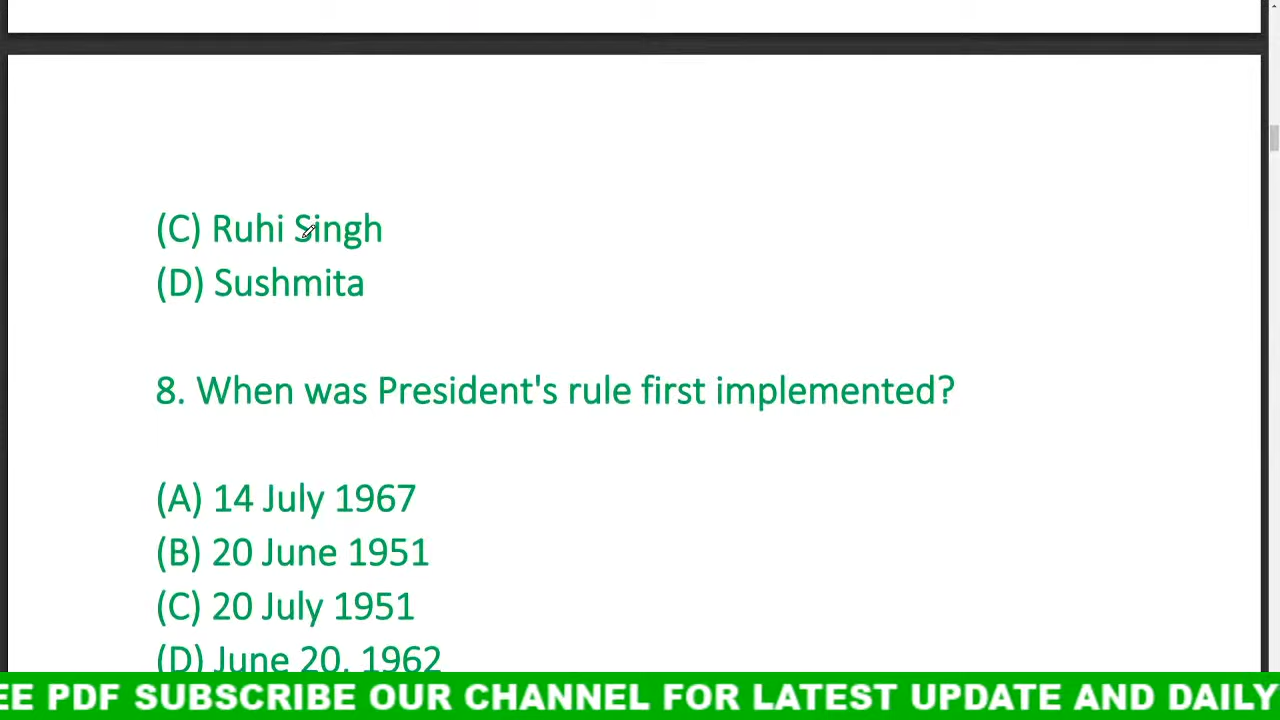 (C) Ruhi Singh
(D) Sushmita
8. When was President's rule first implemented?
(A) 14 July 1967
(B) 20 June 1951
(C) 20 July 1951
(D) June 20, 1962
EE PDF SUBSCRIBE OUR CHANNEL FOR LATEST UPDATE AND DAILY